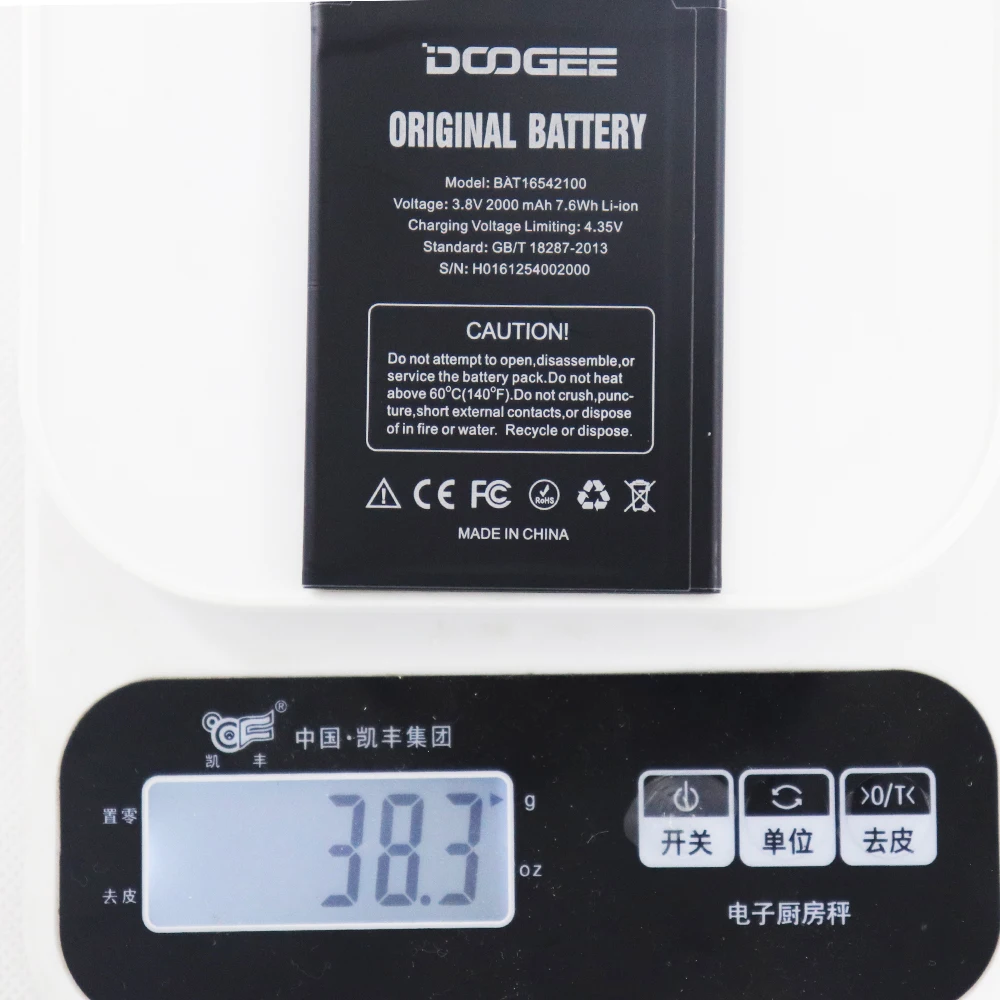 DOOGEE
ORIGINAL BATTERY
Model: BAT16542100
Voltage: 3.8V 2000 mAh 7.6Wh Li-ion
Charging Voltage Limiting: 4.35V
Standard: GB/T 18287-2013
S/N: H0161254002000
CAUTION!
Do not attempt to open,disassemble,or
service the battery pack.Do not heat
above 60°C(140°F).Do not crush,punc-
ture,short external contacts,or dispose
of in fire or water. Recycle or dispose.
CE FC RoHS
MADE IN CHINA
® 中国·凯丰集团
凯丰
置零 38.3 g
去皮 oz
>0/T<
开关 单位 去皮
电子厨房秤